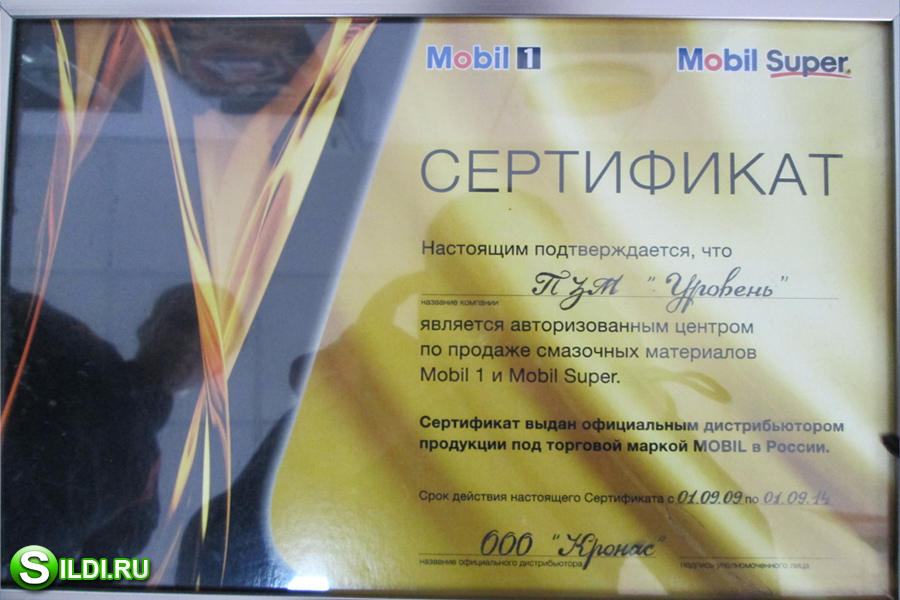 Mobil 1
Mobil Super
СЕРТИФИКАТ
Настоящим подтверждается, что
ПЗМ "Уровень"
название компании
является авторизованным центром
по продаже смазочных материалов
Mobil 1 и Mobil Super.
Сертификат выдан официальным дистрибьютором
продукции под торговой маркой MOBIL в России.
Срок действия настоящего Сертификата с 01.09.09 по 01.09.14
ООО "Кронас"
название официального дистрибьютора
подпись уполномоченного лица
SILDI.RU